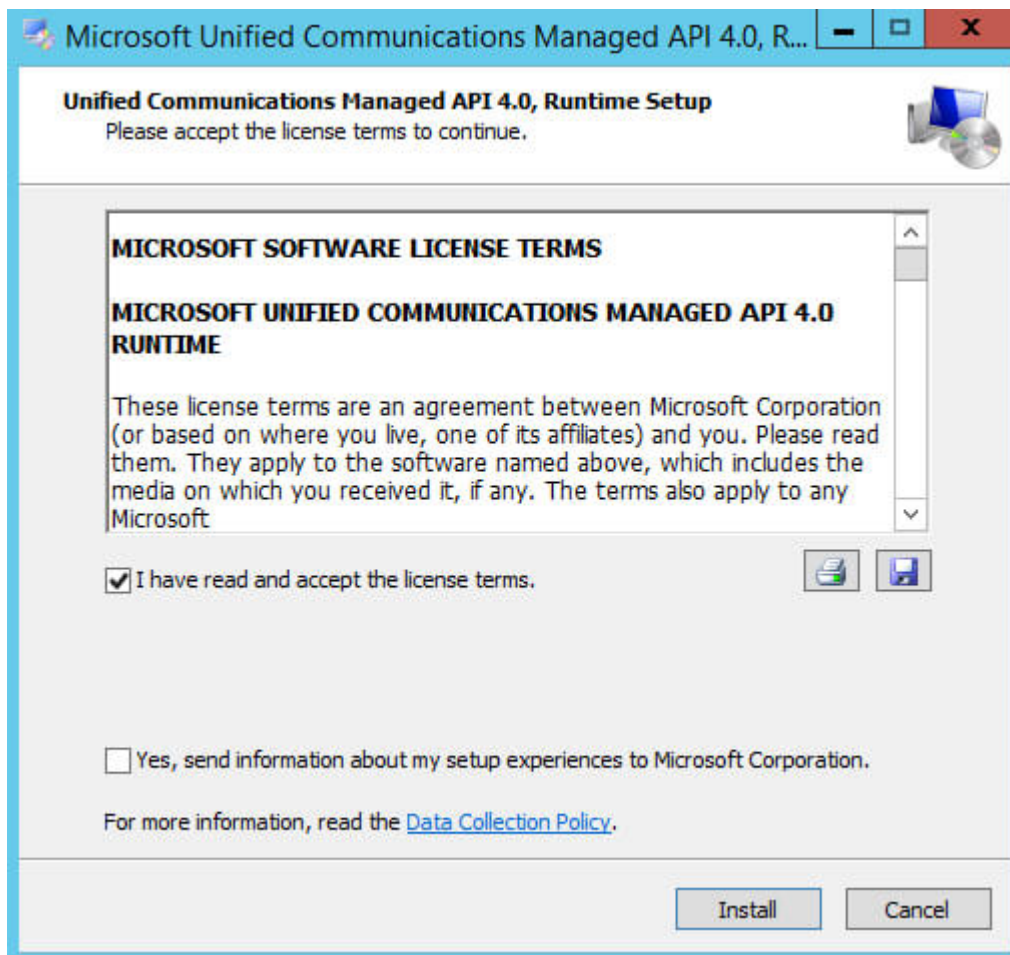 Microsoft Unified Communications Managed API 4.0, R...
Unified Communications Managed API 4.0, Runtime Setup
Please accept the license terms to continue.
MICROSOFT SOFTWARE LICENSE TERMS
MICROSOFT UNIFIED COMMUNICATIONS MANAGED API 4.0
RUNTIME
These license terms are an agreement between Microsoft Corporation
(or based on where you live, one of its affiliates) and you. Please read
them. They apply to the software named above, which includes the
media on which you received it, if any. The terms also apply to any
Microsoft
I have read and accept the license terms.
Yes, send information about my setup experiences to Microsoft Corporation.
For more information, read the Data Collection Policy.
Install Cancel